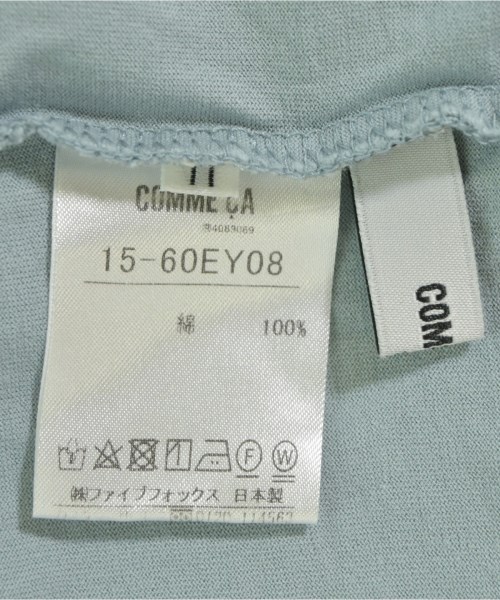 11
COMME ÇA
15-60EY08
綿 100%
F W
㈱ファイブフォックス 日本製
COM